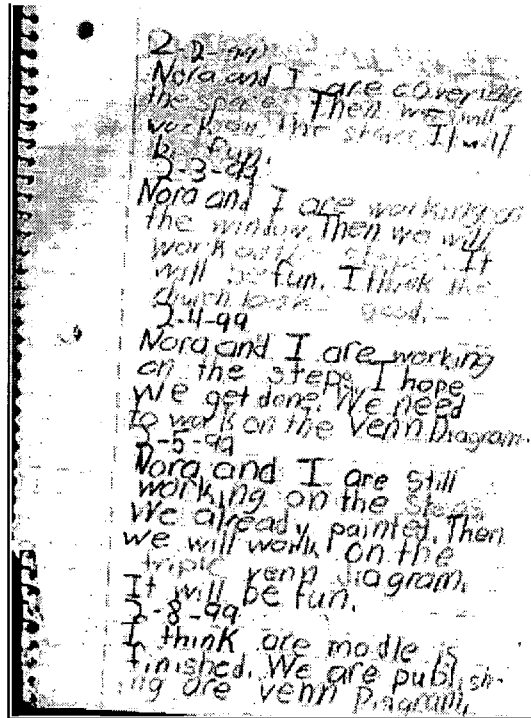 2-2-99
Nora and I are covering
the space. Then we will
work on the steps. It will
be fun.
2-3-99
Nora and I are working on
the window. Then we will
work on the steps. It
will be fun. I think the
church looks good.
2-4-99
Nora and I are working
on the steps. I hope
we get done. We need
to work on the Venn Diagram.
2-5-99
Nora and I are still
working on the steps
We already paintet. Then
we will work on the
triple venn diagram.
It will be fun.
2-8-99
I think are modle is
finished. We are publish-
ing are venn Diagram.